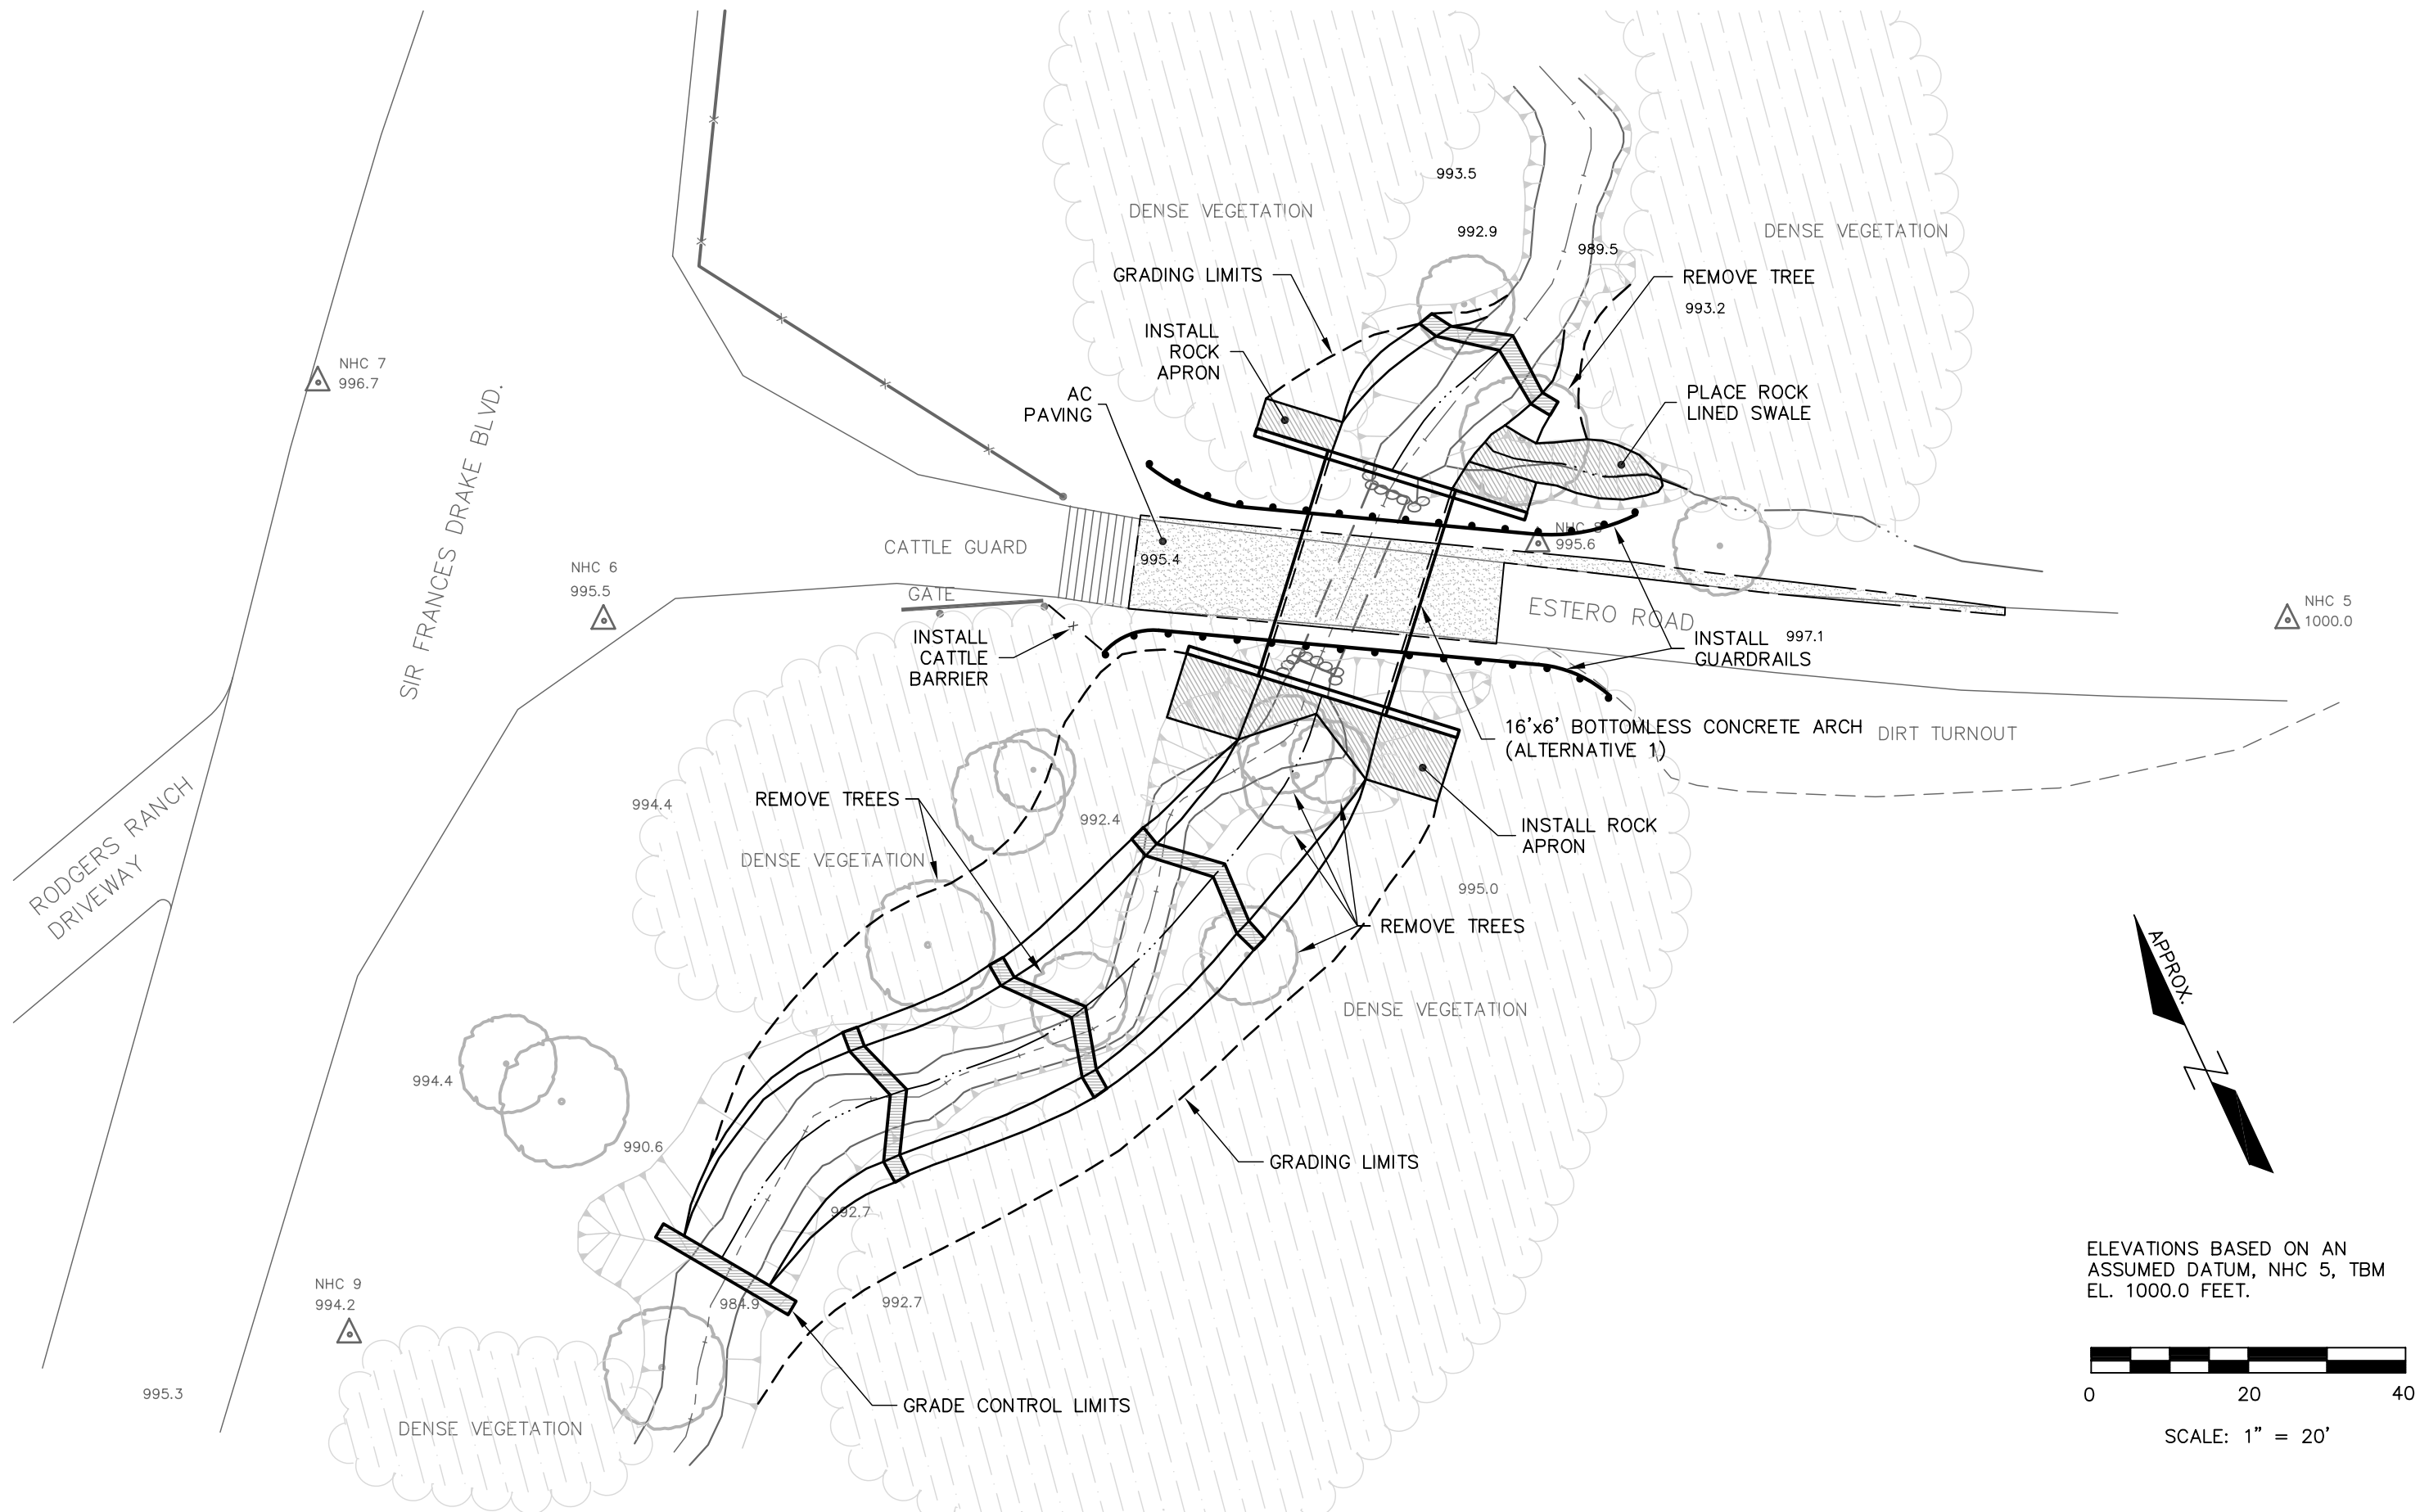 993.5
DENSE VEGETATION
992.9
DENSE VEGETATION
989.5
GRADING LIMITS
REMOVE TREE
993.2
INSTALL
ROCK
APRON
NHC 7
996.7
AC
PAVING
PLACE ROCK
LINED SWALE
SIR FRANCES DRAKE BLVD.
CATTLE GUARD
995.4
NHC 8
995.6
NHC 6
995.5
GATE
ESTERO ROAD
NHC 5
1000.0
INSTALL
CATTLE
BARRIER
INSTALL
GUARDRAILS
997.1
16'x6' BOTTOMLESS CONCRETE ARCH
(ALTERNATIVE 1)
DIRT TURNOUT
RODGERS RANCH
DRIVEWAY
994.4
REMOVE TREES
992.4
INSTALL ROCK
APRON
DENSE VEGETATION
995.0
REMOVE TREES
APPROX.
DENSE VEGETATION
994.4
990.6
GRADING LIMITS
992.7
NHC 9
994.2
984.9
992.7
ELEVATIONS BASED ON AN
ASSUMED DATUM, NHC 5, TBM
EL. 1000.0 FEET.
995.3
GRADE CONTROL LIMITS
DENSE VEGETATION
0 20 40
SCALE: 1" = 20'